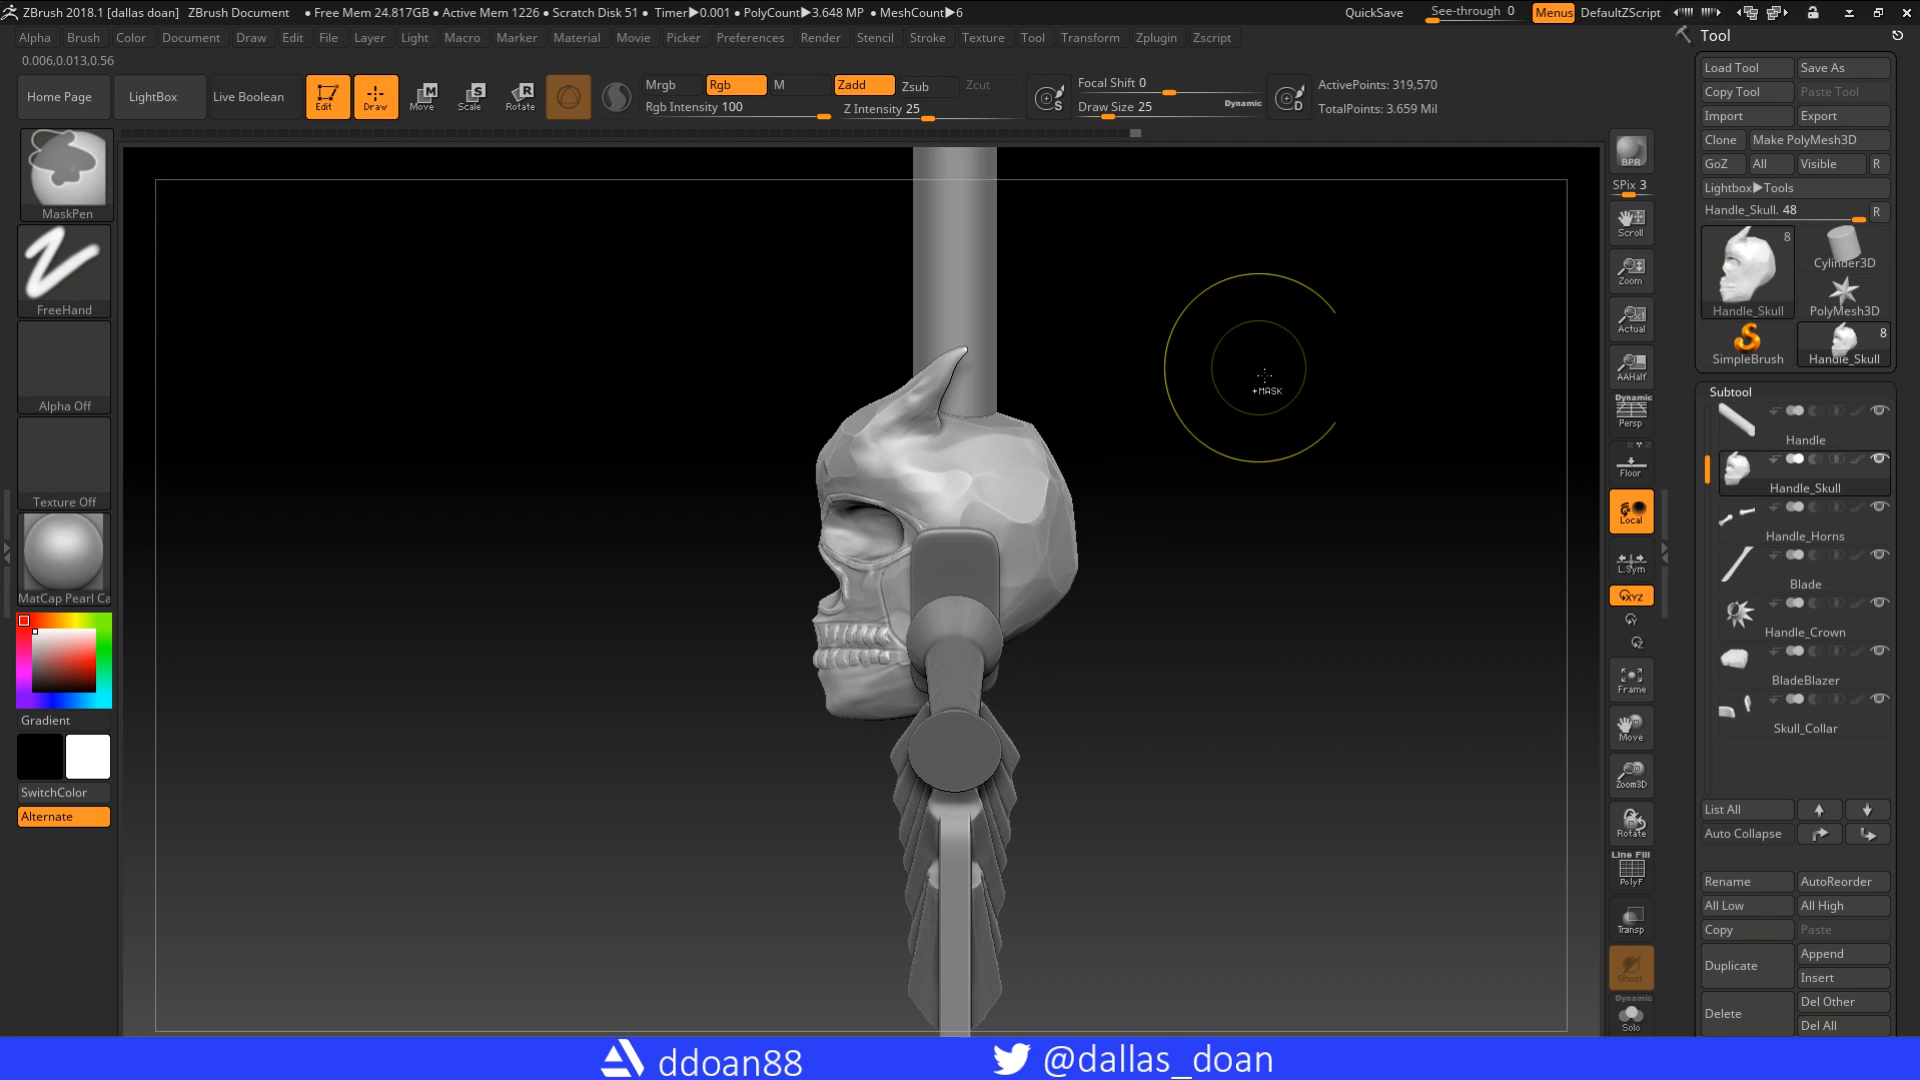 ZBrush 2018.1 [dallas doan] ZBrush Document ● Free Mem 24.817GB ● Active Mem 1226 ● Scratch Disk 51 ● Timer▶0.001 ● PolyCount▶3.648 MP ● MeshCount▶6 QuickSave See-through 0 Menus DefaultZScript
Alpha Brush Color Document Draw Edit File Layer Light Macro Marker Material Movie Picker Preferences Render Stencil Stroke Texture Tool Transform Zplugin Zscript
0.006,0.013,0.56
Home Page LightBox Live Boolean Edit Draw Move Scale Rotate
Mrgb Rgb M Zadd Zsub Zcut
Rgb Intensity 100 Z Intensity 25
Focal Shift 0
Draw Size 25 Dynamic
ActivePoints: 319,570
TotalPoints: 3.659 Mil
MaskPen
FreeHand
Alpha Off
Texture Off
MatCap Pearl Ca
Gradient
SwitchColor
Alternate
+MASK
BPR
SPix 3
Scroll
Zoom
Actual
AAHalf
Dynamic
Persp
Floor
Local
L.Sym
XYZ
Y
Z
Frame
Move
Zoom3D
Rotate
Line Fill
PolyF
Transp
Ghost
Dynamic
Solo
Tool
Load Tool Save As
Copy Tool Paste Tool
Import Export
Clone Make PolyMesh3D
GoZ All Visible R
Lightbox▶Tools
Handle_Skull. 48 R
8
Handle_Skull
Cylinder3D
PolyMesh3D
SimpleBrush
8
Handle_Skull
Subtool
Handle
Handle_Skull
Handle_Horns
Blade
Handle_Crown
BladeBlazer
Skull_Collar
List All
Auto Collapse
Rename AutoReorder
All Low All High
Copy Paste
Duplicate Append
Insert
Delete Del Other
Del All
ddoan88 @dallas_doan